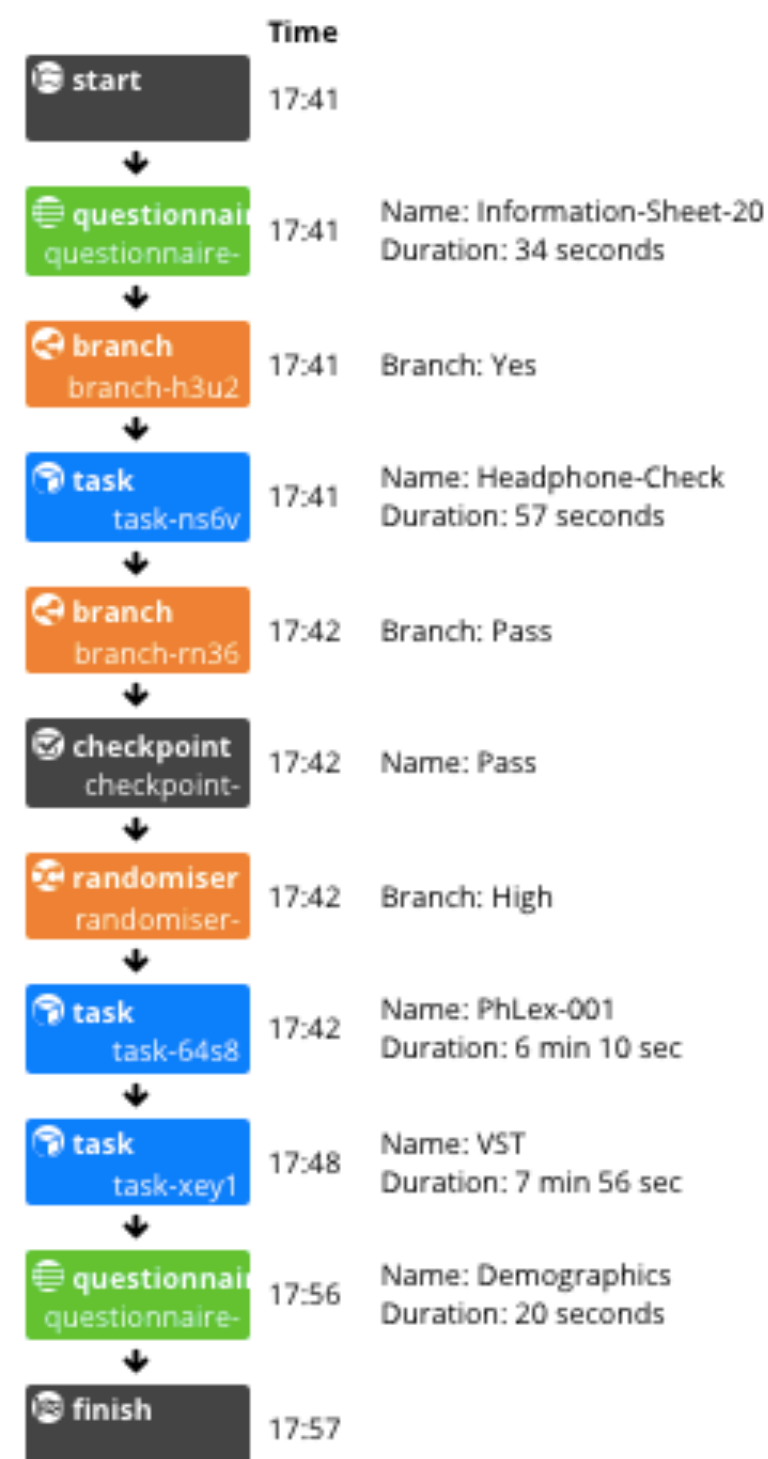 Time
start
17:41
questionnai
questionnaire-
17:41
Name: Information-Sheet-20
Duration: 34 seconds
branch
branch-h3u2
17:41
Branch: Yes
task
task-ns6v
17:41
Name: Headphone-Check
Duration: 57 seconds
branch
branch-rn36
17:42
Branch: Pass
checkpoint
checkpoint-
17:42
Name: Pass
randomiser
randomiser-
17:42
Branch: High
task
task-64s8
17:42
Name: PhLex-001
Duration: 6 min 10 sec
task
task-xey1
17:48
Name: VST
Duration: 7 min 56 sec
questionnai
questionnaire-
17:56
Name: Demographics
Duration: 20 seconds
finish
17:57